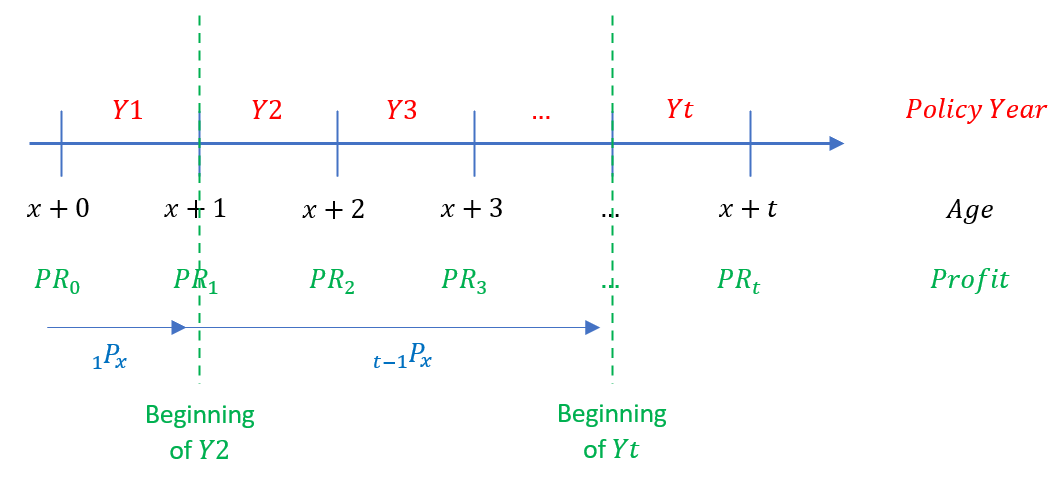 Y1 Y2 Y3 ... Yt Policy Year
x + 0 x + 1 x + 2 x + 3 ... x + t Age
PR₀ PR₁ PR₂ PR₃ ... PRₜ Profit
₁Pₓ ₜ₋₁Pₓ
Beginning
of Y2
Beginning
of Yt